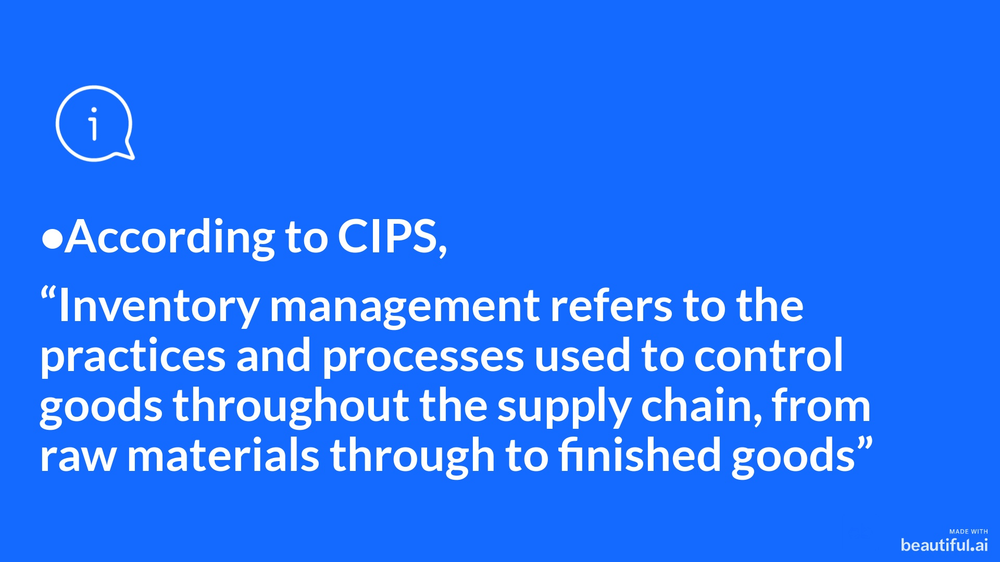 i
•According to CIPS,
“Inventory management refers to the
practices and processes used to control
goods throughout the supply chain, from
raw materials through to finished goods”
MADE WITH
beautiful.ai